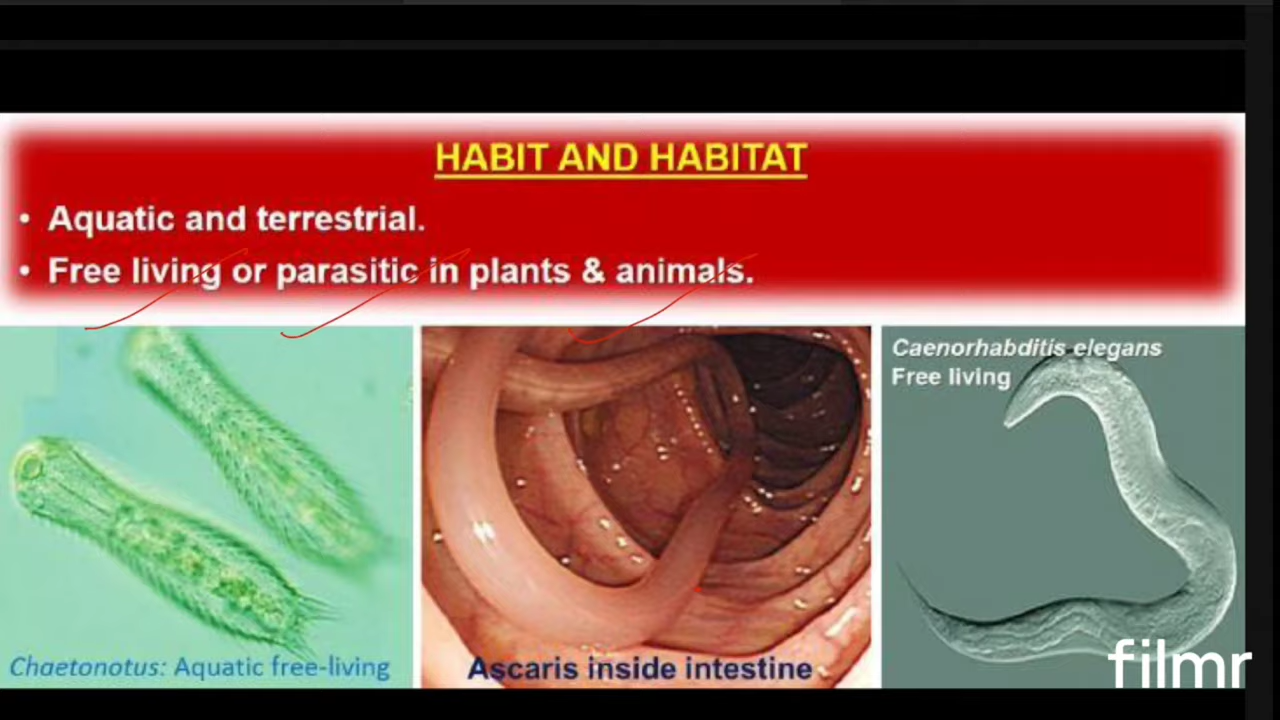 HABIT AND HABITAT
• Aquatic and terrestrial.
• Free living or parasitic in plants & animals.
Caenorhabditis elegans
Free living
Chaetonotus: Aquatic free-living
Ascaris inside intestine
filmr